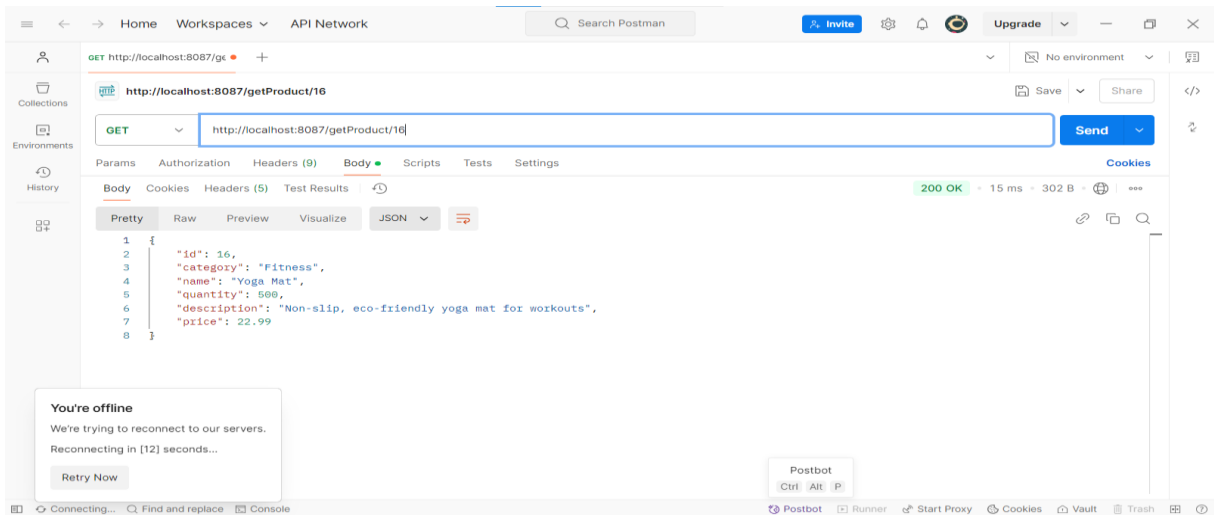 Home Workspaces API Network Search Postman Invite Upgrade
GET http://localhost:8087/ge No environment
HTTP http://localhost:8087/getProduct/16 Save Share
Collections
GET http://localhost:8087/getProduct/16 Send
Environments
Params Authorization Headers (9) Body Scripts Tests Settings Cookies
History
Body Cookies Headers (5) Test Results 200 OK 15 ms 302 B
Pretty Raw Preview Visualize JSON
1 {
2 "id": 16,
3 "category": "Fitness",
4 "name": "Yoga Mat",
5 "quantity": 500,
6 "description": "Non-slip, eco-friendly yoga mat for workouts",
7 "price": 22.99
8 }
You're offline
We're trying to reconnect to our servers.
Reconnecting in [12] seconds...
Retry Now
Postbot
Ctrl Alt P
Connecting... Find and replace Console Postbot Runner Start Proxy Cookies Vault Trash